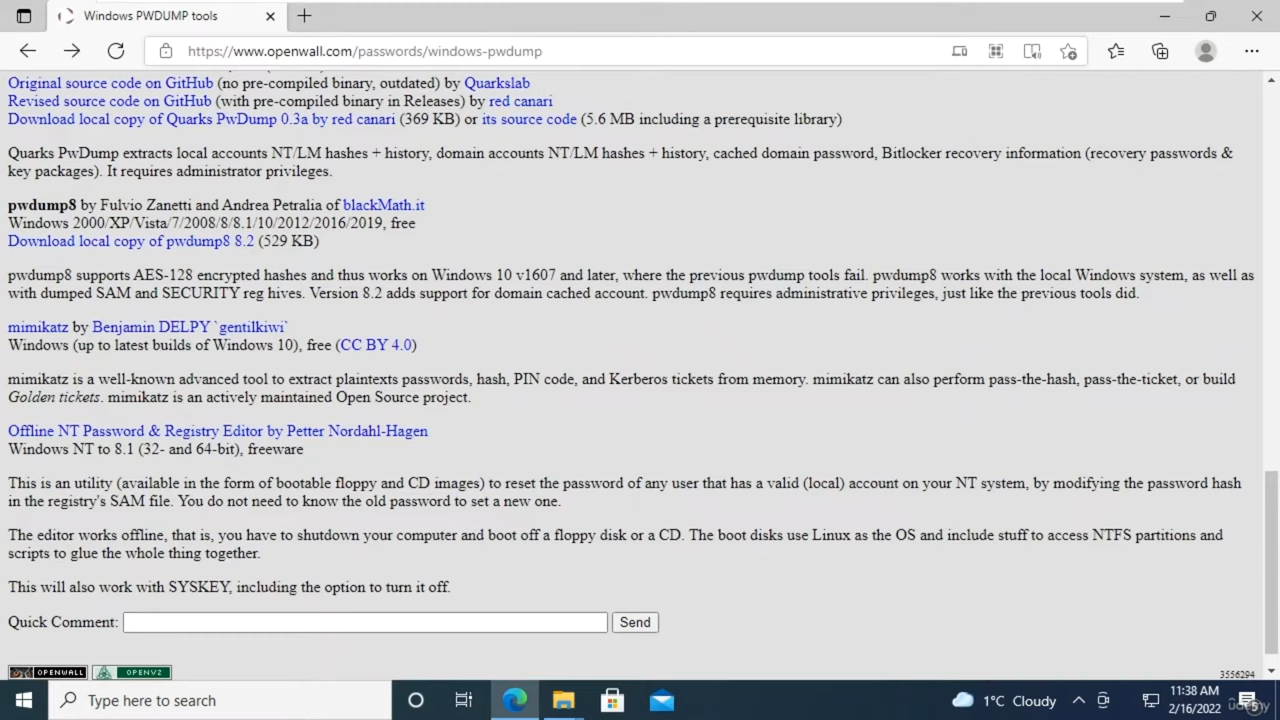 Windows PWDUMP tools
https://www.openwall.com/passwords/windows-pwdump
Original source code on GitHub (no pre-compiled binary, outdated) by Quarkslab
Revised source code on GitHub (with pre-compiled binary in Releases) by red canari
Download local copy of Quarks PwDump 0.3a by red canari (369 KB) or its source code (5.6 MB including a prerequisite library)
Quarks PwDump extracts local accounts NT/LM hashes + history, domain accounts NT/LM hashes + history, cached domain password, Bitlocker recovery information (recovery passwords &
key packages). It requires administrator privileges.
pwdump8 by Fulvio Zanetti and Andrea Petralia of blackMath.it
Windows 2000/XP/Vista/7/2008/8/8.1/10/2012/2016/2019, free
Download local copy of pwdump8 8.2 (529 KB)
pwdump8 supports AES-128 encrypted hashes and thus works on Windows 10 v1607 and later, where the previous pwdump tools fail. pwdump8 works with the local Windows system, as well as
with dumped SAM and SECURITY reg hives. Version 8.2 adds support for domain cached account. pwdump8 requires administrative privileges, just like the previous tools did.
mimikatz by Benjamin DELPY `gentilkiwi`
Windows (up to latest builds of Windows 10), free (CC BY 4.0)
mimikatz is a well-known advanced tool to extract plaintexts passwords, hash, PIN code, and Kerberos tickets from memory. mimikatz can also perform pass-the-hash, pass-the-ticket, or build
Golden tickets. mimikatz is an actively maintained Open Source project.
Offline NT Password & Registry Editor by Petter Nordahl-Hagen
Windows NT to 8.1 (32- and 64-bit), freeware
This is an utility (available in the form of bootable floppy and CD images) to reset the password of any user that has a valid (local) account on your NT system, by modifying the password hash
in the registry's SAM file. You do not need to know the old password to set a new one.
The editor works offline, that is, you have to shutdown your computer and boot off a floppy disk or a CD. The boot disks use Linux as the OS and include stuff to access NTFS partitions and
scripts to glue the whole thing together.
This will also work with SYSKEY, including the option to turn it off.
Quick Comment: Send
OPENWALL OPENVZ
3556294
Type here to search
1°C Cloudy
11:38 AM
2/16/2022
ûdemy
5